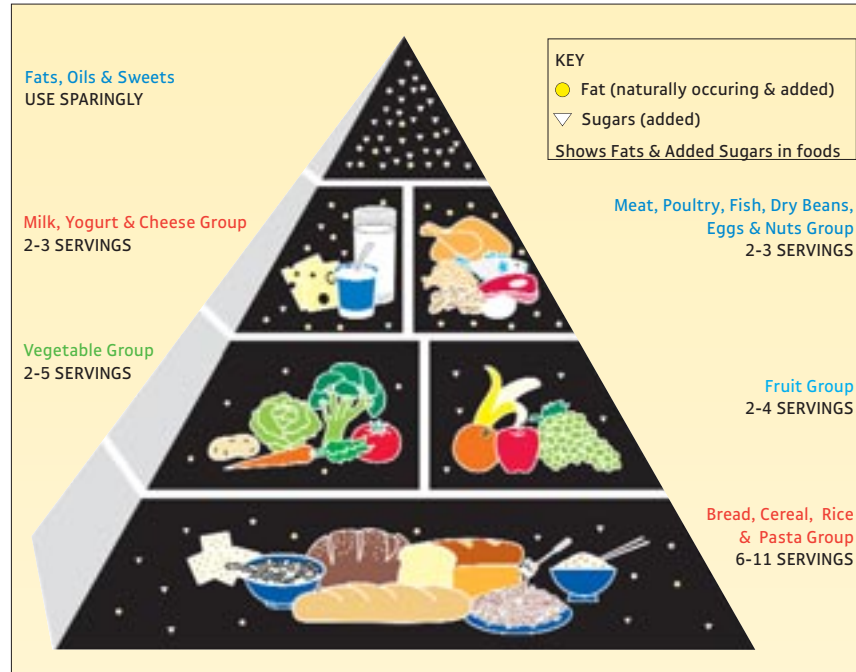 Fats, Oils & Sweets
USE SPARINGLY
KEY
Fat (naturally occuring & added)
Sugars (added)
Shows Fats & Added Sugars in foods
Milk, Yogurt & Cheese Group
2-3 SERVINGS
Meat, Poultry, Fish, Dry Beans,
Eggs & Nuts Group
2-3 SERVINGS
Vegetable Group
2-5 SERVINGS
Fruit Group
2-4 SERVINGS
Bread, Cereal, Rice
& Pasta Group
6-11 SERVINGS